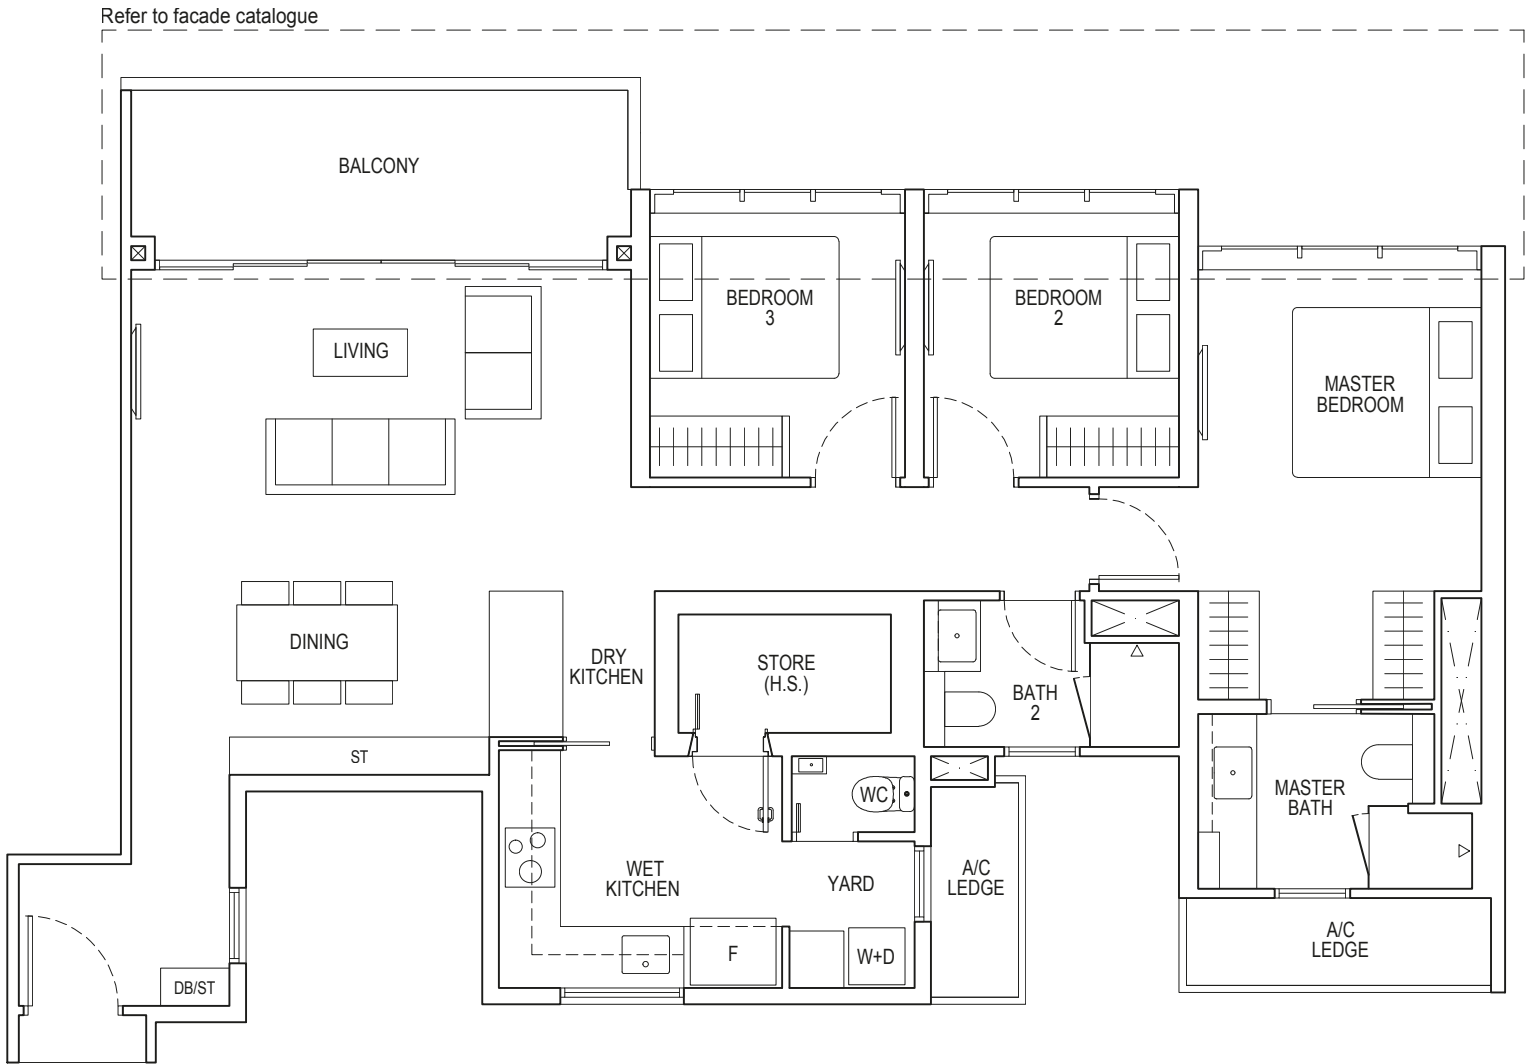 Refer to facade catalogue
BALCONY
BEDROOM
3
BEDROOM
2
LIVING
MASTER
BEDROOM
DINING
DRY
KITCHEN
STORE
(H.S.)
BATH
2
ST
WC
MASTER
BATH
WET
KITCHEN
YARD
A/C
LEDGE
F
W+D
A/C
LEDGE
DB/ST